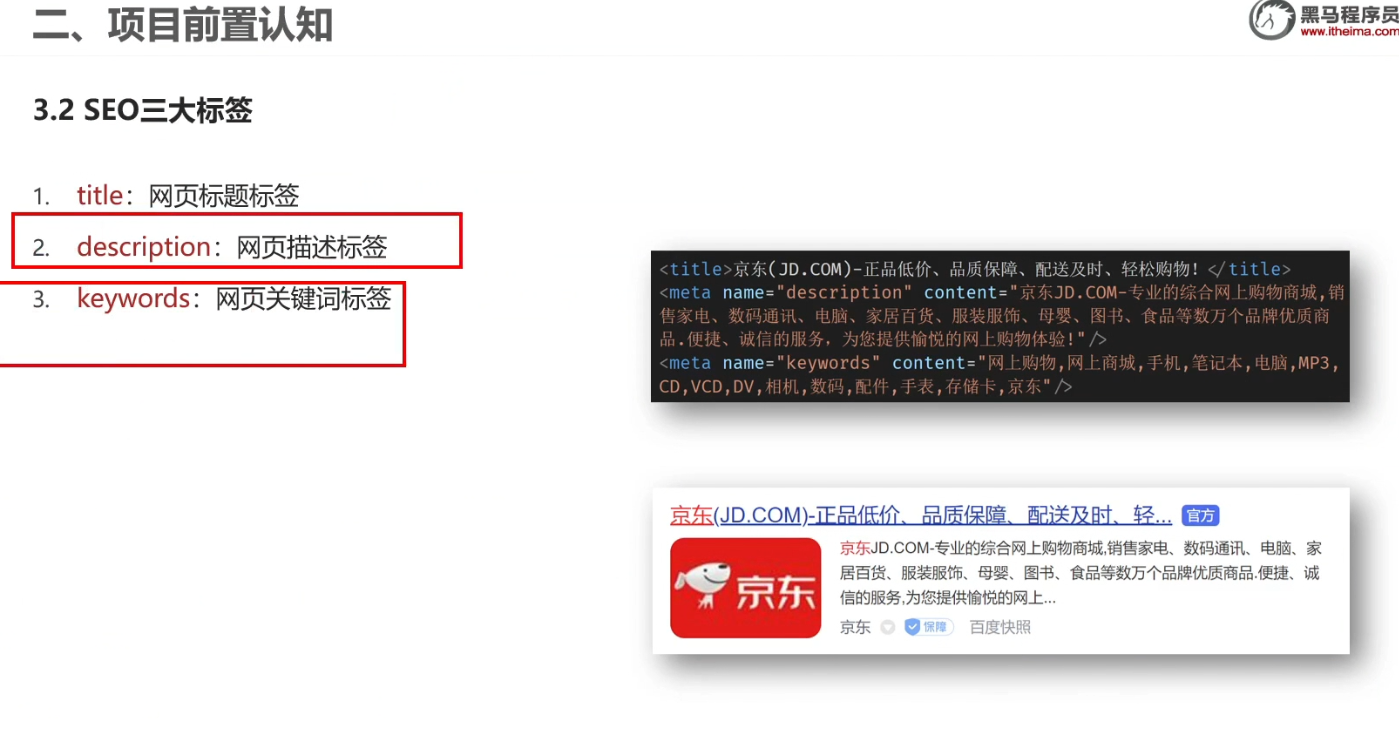 二、项目前置认知
黑马程序员
www.itheima.com
3.2 SEO三大标签
1. title：网页标题标签
2. description：网页描述标签
3. keywords：网页关键词标签
<title>京东(JD.COM)-正品低价、品质保障、配送及时、轻松购物！</title>
<meta name="description" content="京东JD.COM-专业的综合网上购物商城,销
售家电、数码通讯、电脑、家居百货、服装服饰、母婴、图书、食品等数万个品牌优质商
品.便捷、诚信的服务，为您提供愉悦的网上购物体验!"/>
<meta name="keywords" content="网上购物,网上商城,手机,笔记本,电脑,MP3,
CD,VCD,DV,相机,数码,配件,手表,存储卡,京东"/>
京东(JD.COM)-正品低价、品质保障、配送及时、轻... 官方
京东
京东JD.COM-专业的综合网上购物商城,销售家电、数码通讯、电脑、家
居百货、服装服饰、母婴、图书、食品等数万个品牌优质商品.便捷、诚
信的服务,为您提供愉悦的网上...
京东 保障 百度快照